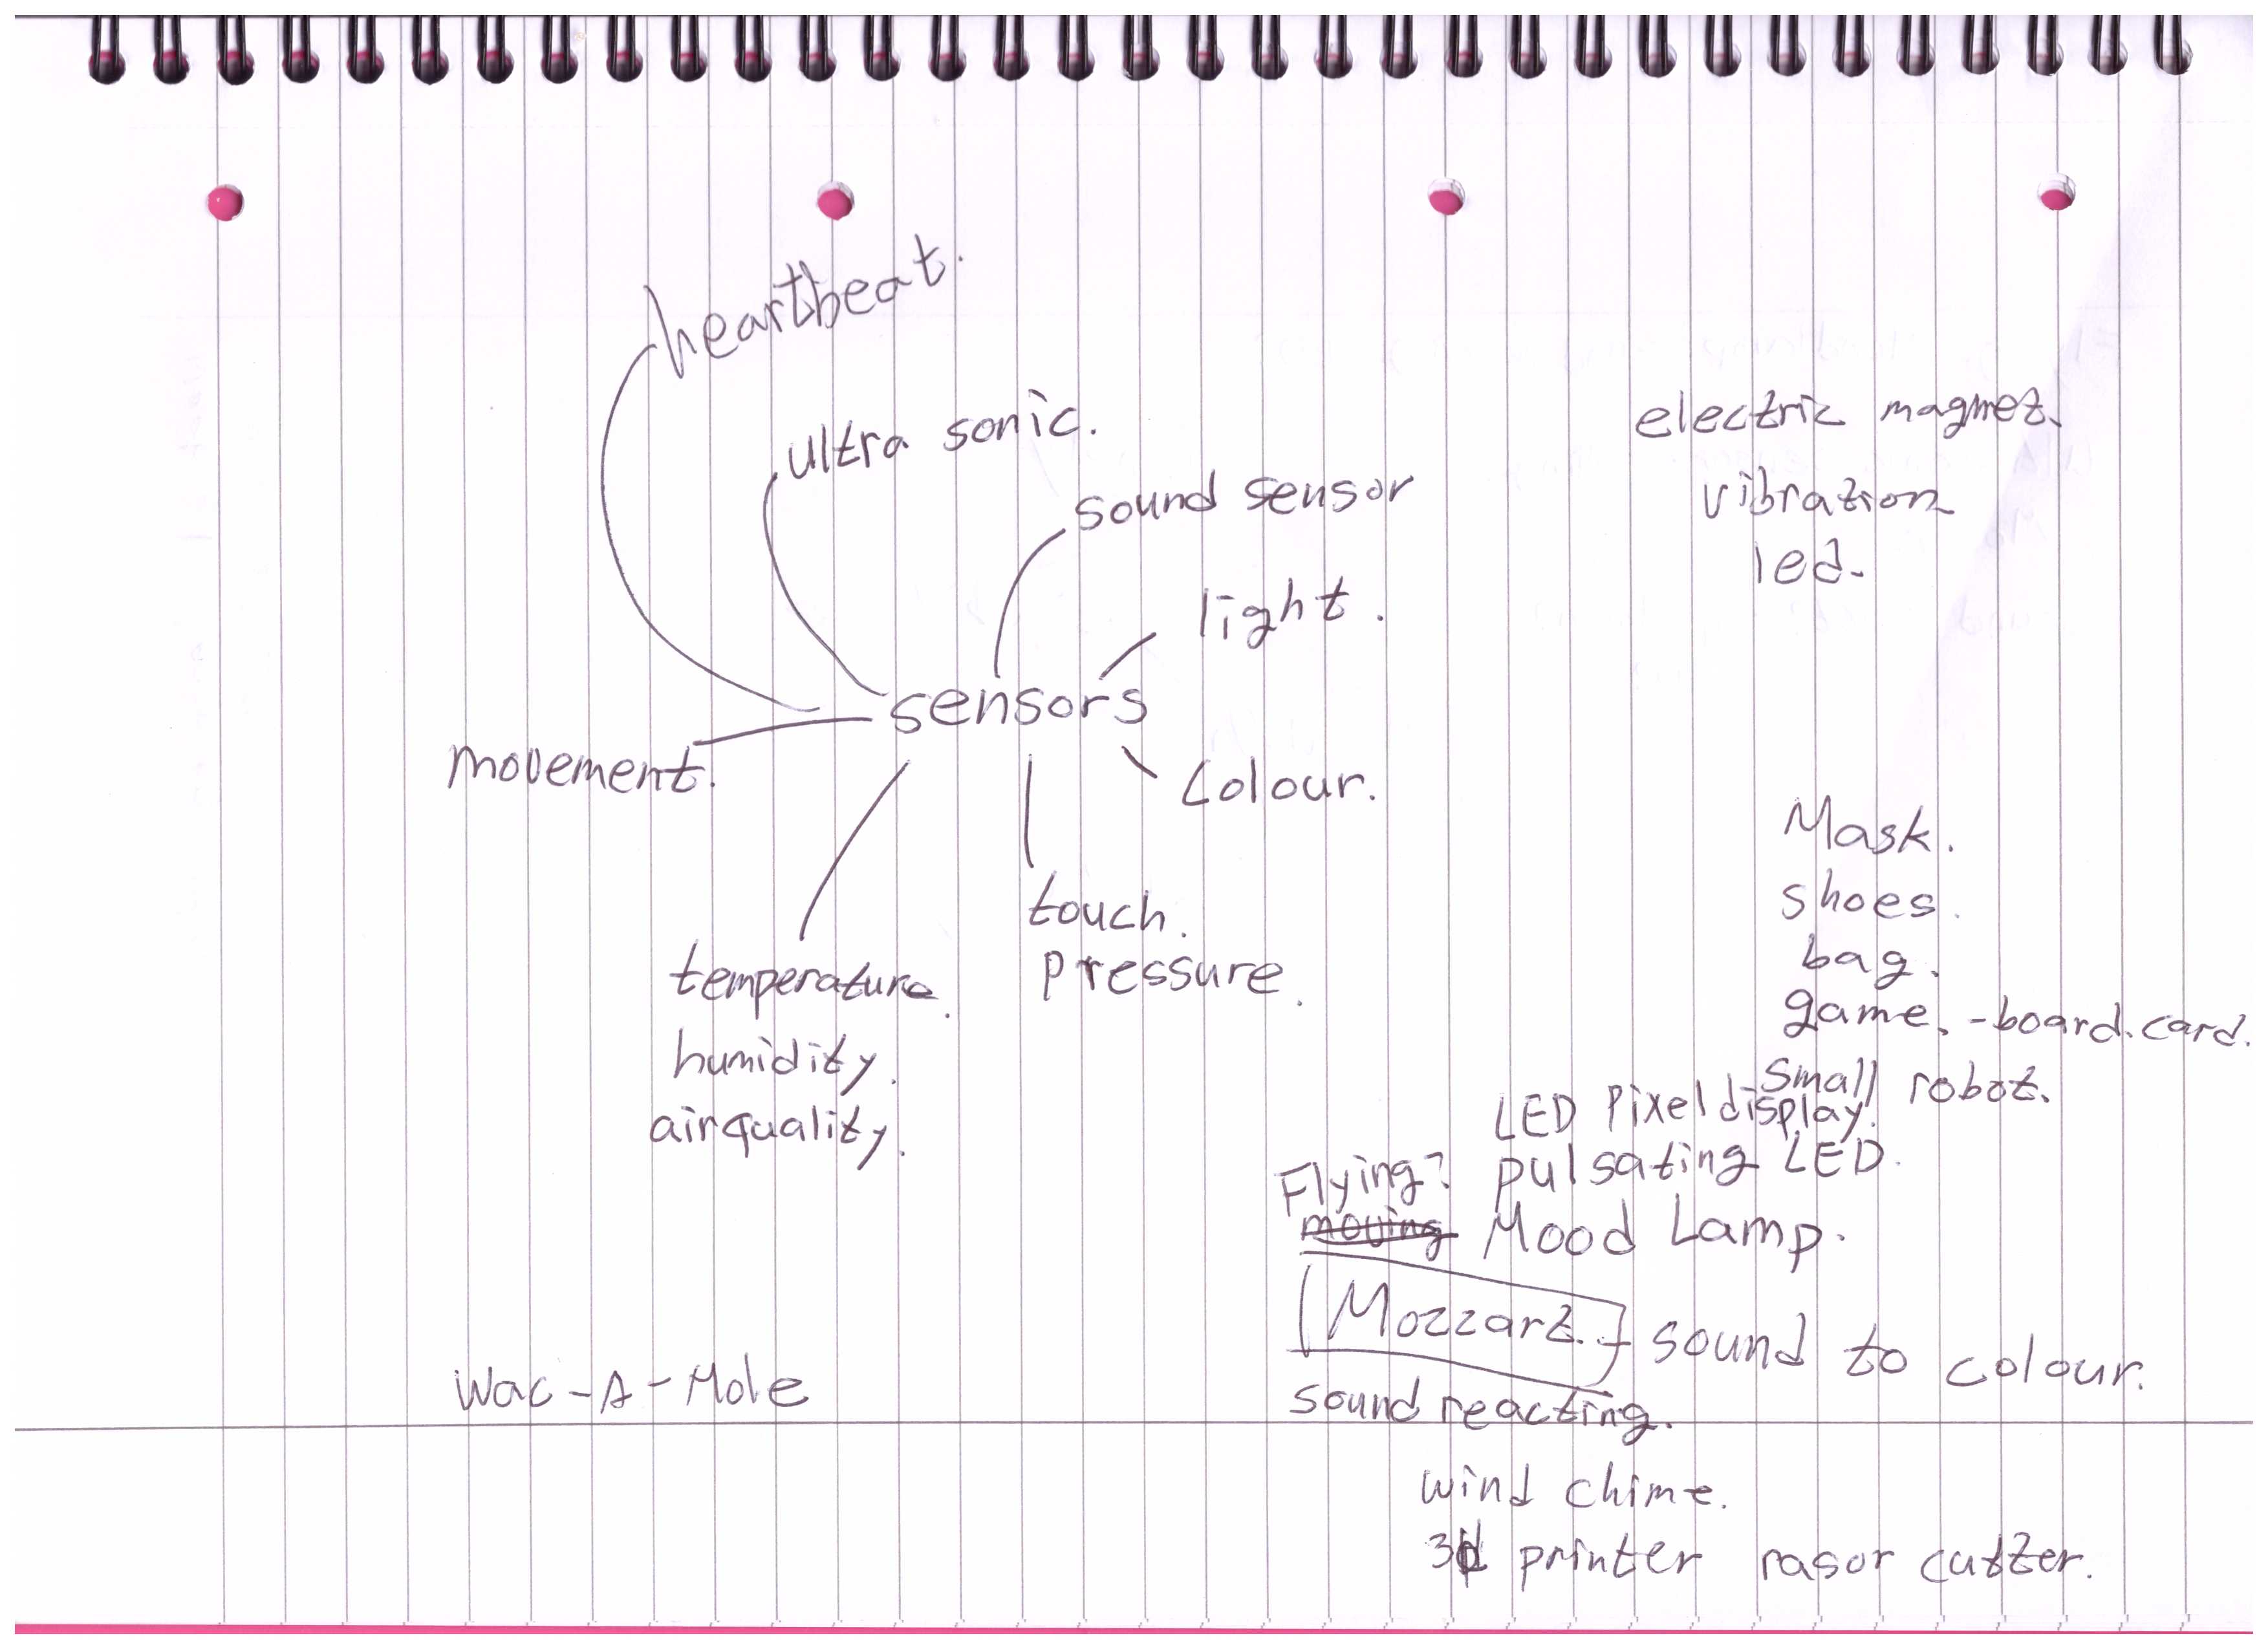 heartbeat.
ultra sonic.
sound sensor
light.
sensors
movement.
colour.
touch.
pressure.
temperature.
humidity.
airquality.
electric magnet.
vibration
led.
Mask.
shoes.
bag.
game. - board. card.
small robot.
LED Pixel display.
Flying? pulsating LED.
moving Mood Lamp.
Mozzart. sound to colour.
sound reacting.
Wac-A-Mole
wind chime.
3d printer rasor cutter.